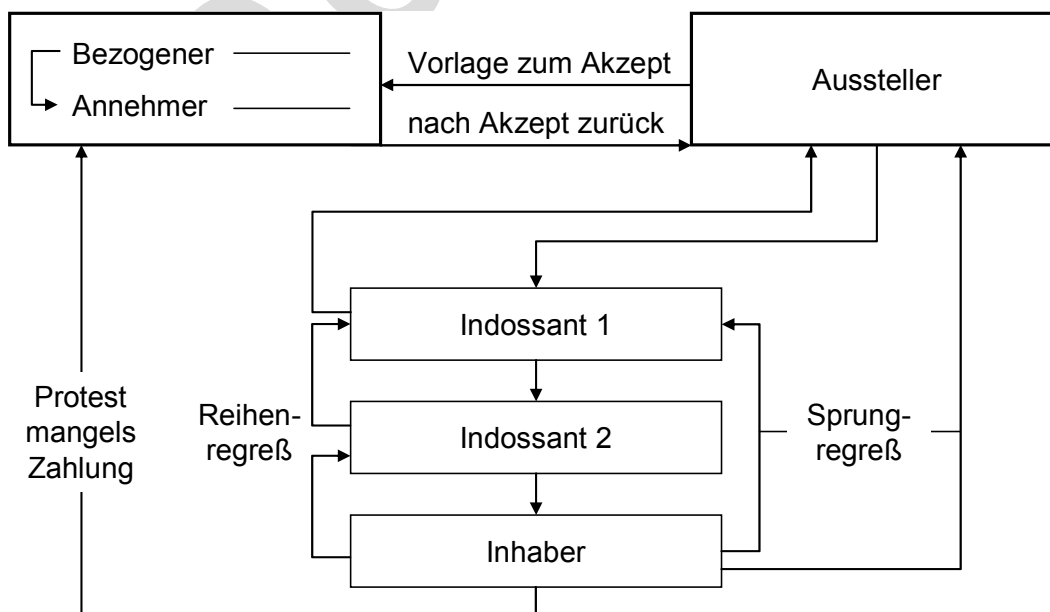 Bezogener
Annehmer
Vorlage zum Akzept
nach Akzept zurück
Aussteller
Indossant 1
Indossant 2
Inhaber
Protest
mangels
Zahlung
Reihen-
regreß
Sprung-
regreß